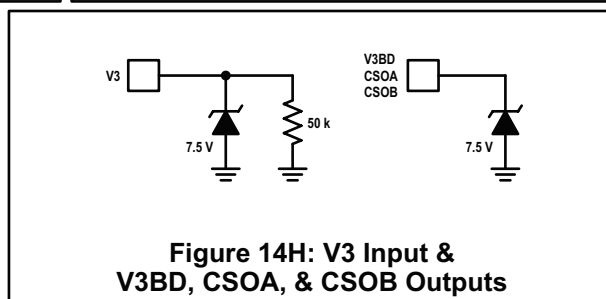 V3
7.5 V
50 k
V3BD
CSOA
CSOB
7.5 V
Figure 14H: V3 Input &
V3BD, CSOA, & CSOB Outputs